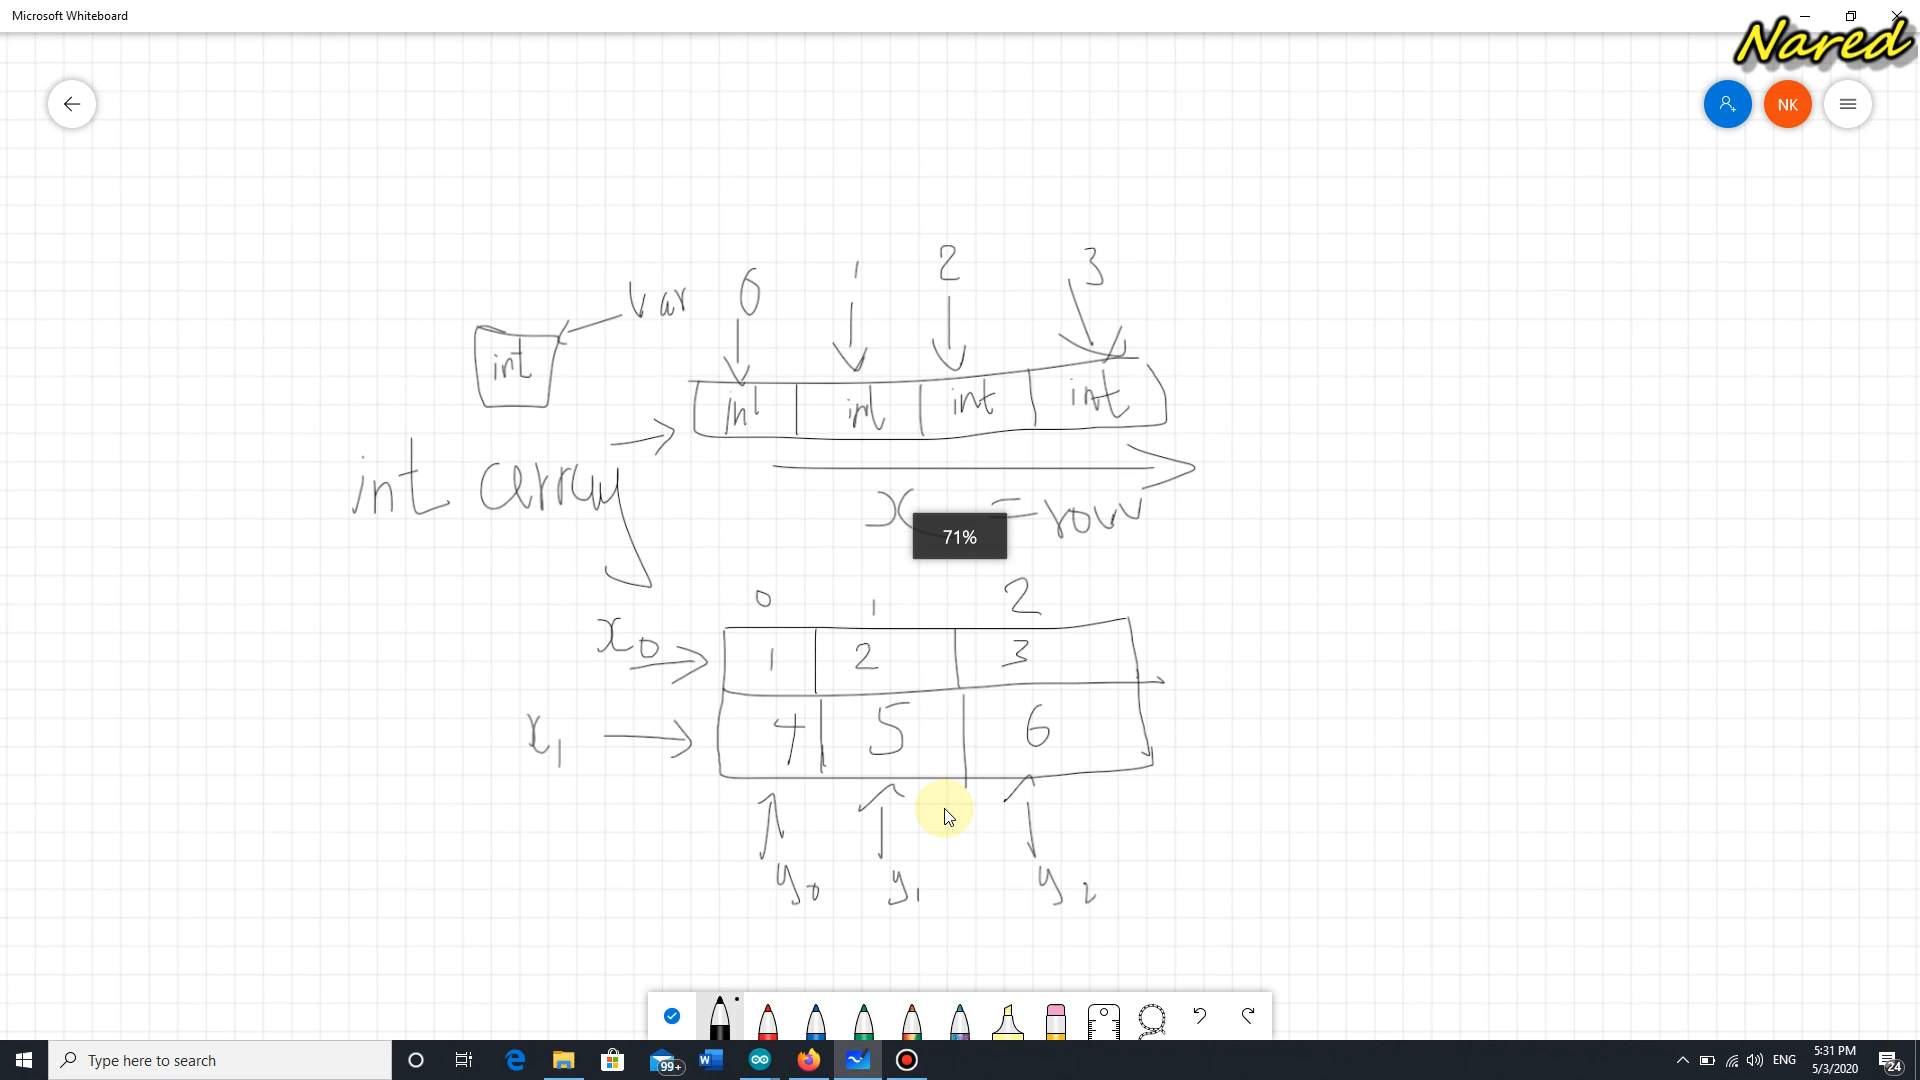 Microsoft Whiteboard
Nared
NK
0 1 2 3
var
int
int int int int
int array
x = row
71%
0 1 2
x0 1 2 3
x1 4 5 6
y0 y1 y2
Type here to search
99+
ENG
5:31 PM
5/3/2020
24